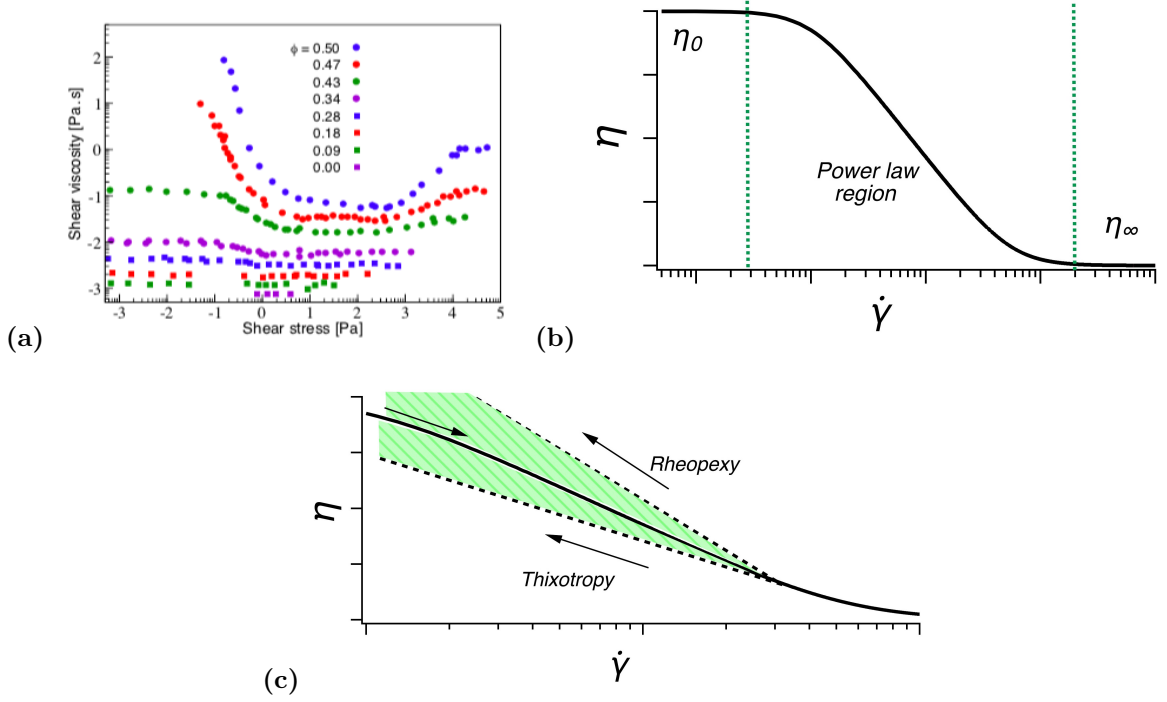 ϕ = 0.50
0.47
0.43
0.34
0.28
0.18
0.09
0.00
Shear viscosity [Pa.s]
2
1
0
-1
-2
-3
-3 -2 -1 0 1 2 3 4 5
Shear stress [Pa]
(a)
η0
η
Power law
region
η∞
γ̇
(b)
Rheopexy
η
Thixotropy
γ̇
(c)